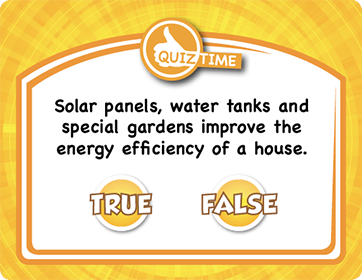 QUIZ TIME
Solar panels, water tanks and
special gardens improve the
energy efficiency of a house.
TRUE FALSE